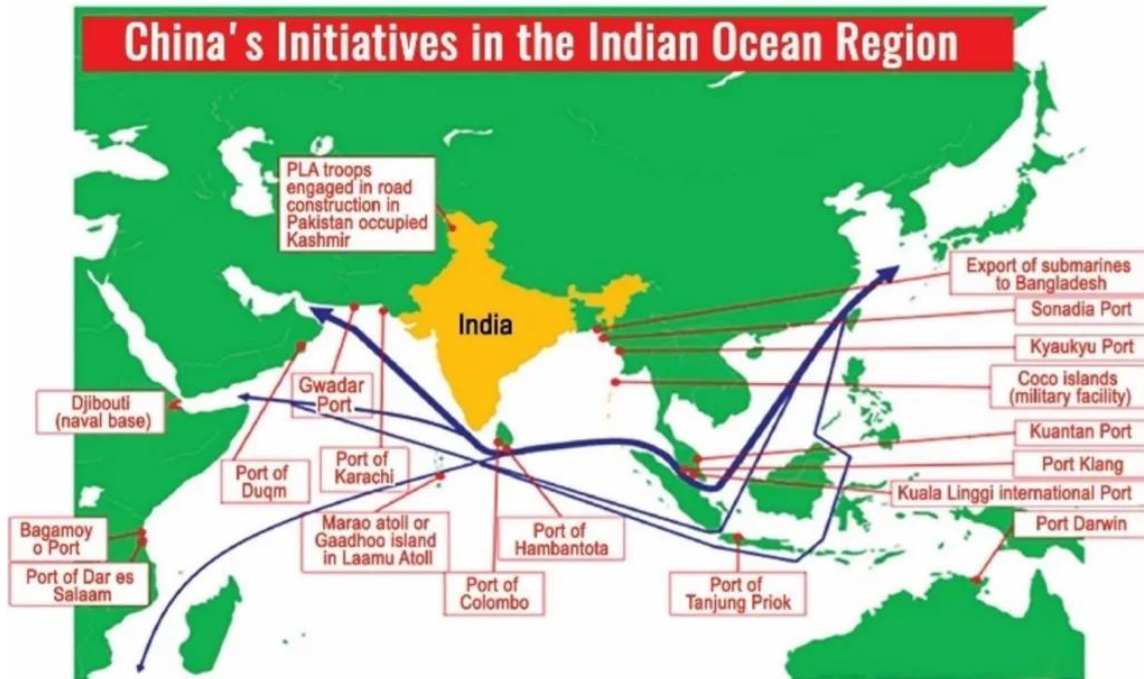 China's Initiatives in the Indian Ocean Region
PLA troops
engaged in road
construction in
Pakistan occupied
Kashmir
India
Export of submarines
to Bangladesh
Sonadia Port
Kyaukyu Port
Coco islands
(military facility)
Kuantan Port
Port Klang
Kuala Linggi international Port
Port Darwin
Gwadar
Port
Djibouti
(naval base)
Port of
Duqm
Port of
Karachi
Marao atoll or
Gaadhoo island
in Laamu Atoll
Port of
Hambantota
Port of
Colombo
Port of
Tanjung Priok
Bagamoy
o Port
Port of Dar es
Salaam